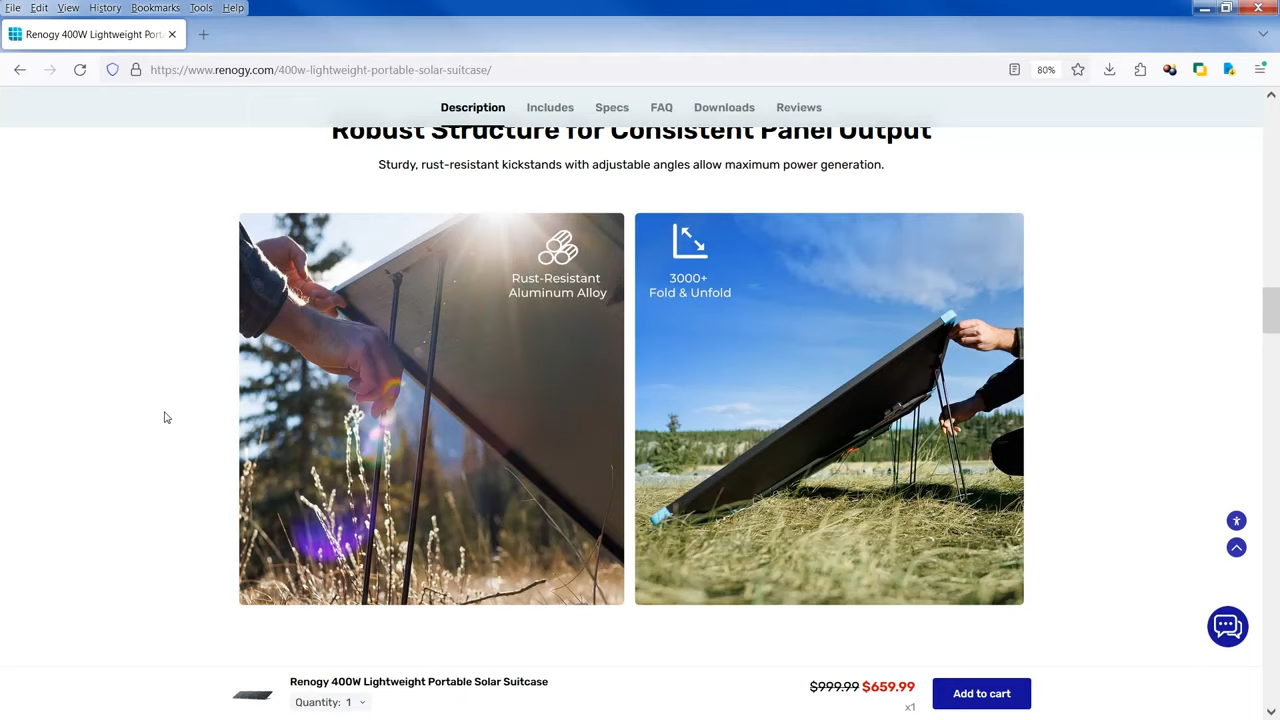 File Edit View History Bookmarks Tools Help
Renogy 400W Lightweight Port
https://www.renogy.com/400w-lightweight-portable-solar-suitcase/
80%
Description Includes Specs FAQ Downloads Reviews
Robust Structure for Consistent Panel Output
Sturdy, rust-resistant kickstands with adjustable angles allow maximum power generation.
Rust-Resistant
Aluminum Alloy
3000+
Fold & Unfold
Renogy 400W Lightweight Portable Solar Suitcase
Quantity: 1
$999.99 $659.99
x1
Add to cart